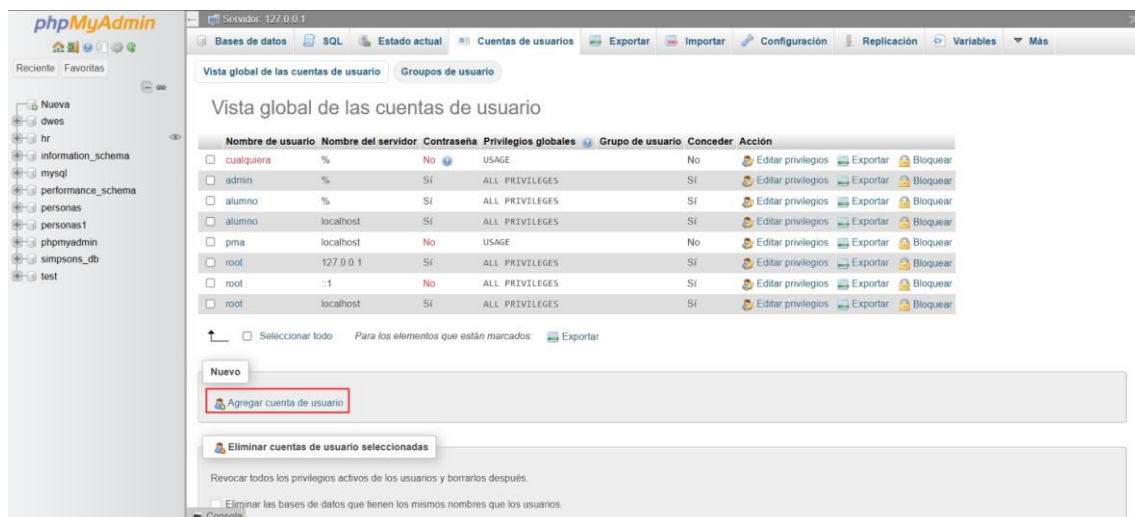 phpMyAdmin
Reciente Favoritas
Nueva
dwes
hr
information_schema
mysql
performance_schema
personas
personas1
phpmyadmin
simpsons_db
test
Servidor: 127.0.0.1
Bases de datos SQL Estado actual Cuentas de usuarios Exportar Importar Configuración Replicación Variables Más
Vista global de las cuentas de usuario Groupos de usuario
Vista global de las cuentas de usuario
Nombre de usuario Nombre del servidor Contraseña Privilegios globales Grupo de usuario Conceder Acción
cualquiera % No USAGE No Editar privilegios Exportar Bloquear
admin % Sí ALL PRIVILEGES Sí Editar privilegios Exportar Bloquear
alumno % Sí ALL PRIVILEGES Sí Editar privilegios Exportar Bloquear
alumno localhost Sí ALL PRIVILEGES Sí Editar privilegios Exportar Bloquear
pma localhost No USAGE No Editar privilegios Exportar Bloquear
root 127.0.0.1 Sí ALL PRIVILEGES Sí Editar privilegios Exportar Bloquear
root ::1 No ALL PRIVILEGES Sí Editar privilegios Exportar Bloquear
root localhost Sí ALL PRIVILEGES Sí Editar privilegios Exportar Bloquear
Seleccionar todo Para los elementos que están marcados: Exportar
Nuevo
Agregar cuenta de usuario
Eliminar cuentas de usuario seleccionadas
Revocar todos los privilegios activos de los usuarios y borrarlos después.
Eliminar las bases de datos que tienen los mismos nombres que los usuarios.
Consola